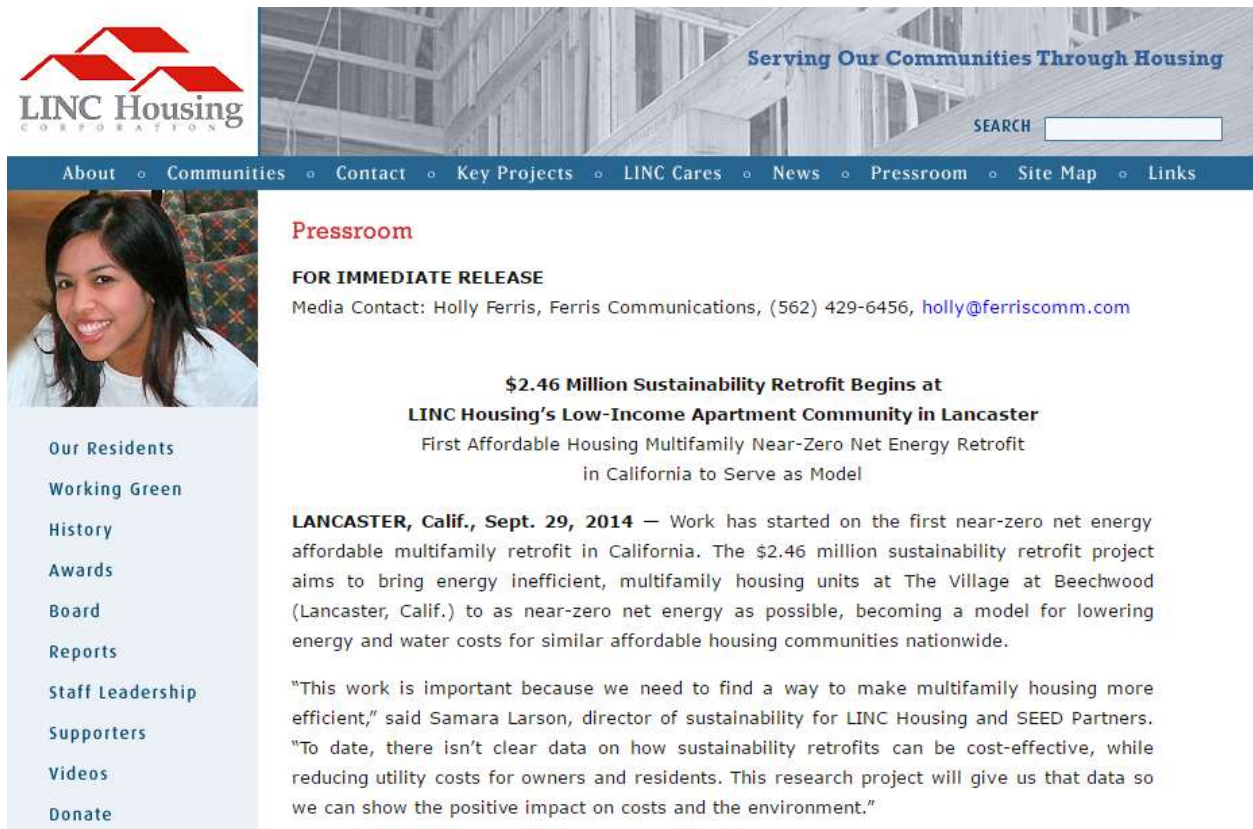 LINC Housing
CORPORATION
Serving Our Communities Through Housing
SEARCH
About ○ Communities ○ Contact ○ Key Projects ○ LINC Cares ○ News ○ Pressroom ○ Site Map ○ Links
Our Residents
Working Green
History
Awards
Board
Reports
Staff Leadership
Supporters
Videos
Donate
Pressroom
FOR IMMEDIATE RELEASE
Media Contact: Holly Ferris, Ferris Communications, (562) 429-6456, holly@ferriscomm.com
$2.46 Million Sustainability Retrofit Begins at
LINC Housing’s Low-Income Apartment Community in Lancaster
First Affordable Housing Multifamily Near-Zero Net Energy Retrofit
in California to Serve as Model
LANCASTER, Calif., Sept. 29, 2014 — Work has started on the first near-zero net energy
affordable multifamily retrofit in California. The $2.46 million sustainability retrofit project
aims to bring energy inefficient, multifamily housing units at The Village at Beechwood
(Lancaster, Calif.) to as near-zero net energy as possible, becoming a model for lowering
energy and water costs for similar affordable housing communities nationwide.
“This work is important because we need to find a way to make multifamily housing more
efficient,” said Samara Larson, director of sustainability for LINC Housing and SEED Partners.
“To date, there isn’t clear data on how sustainability retrofits can be cost-effective, while
reducing utility costs for owners and residents. This research project will give us that data so
we can show the positive impact on costs and the environment.”